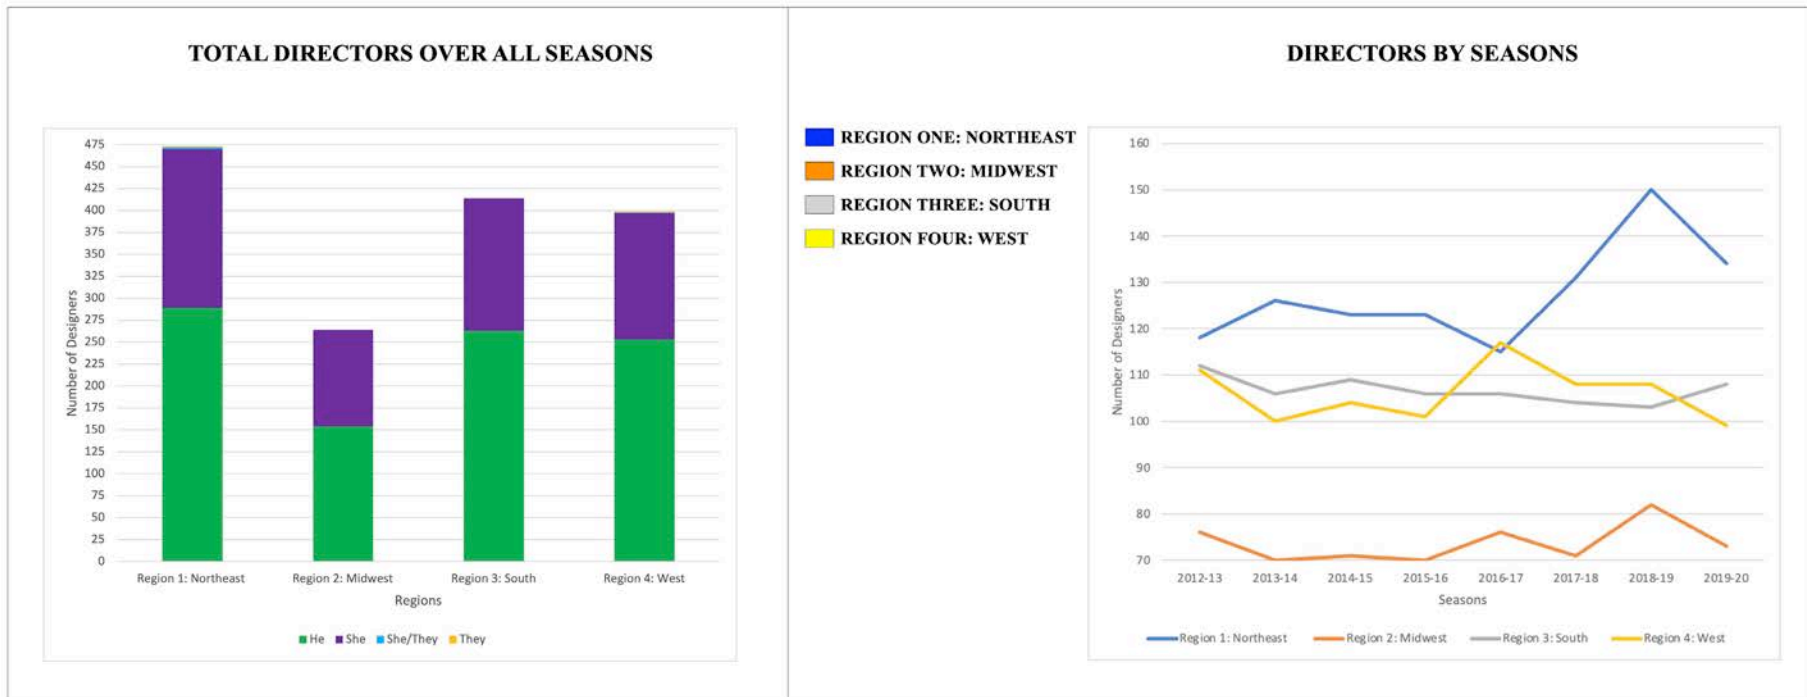 TOTAL DIRECTORS OVER ALL SEASONS
Number of Designers
475
450
425
400
375
350
325
300
275
250
225
200
175
150
125
100
75
50
25
0
Region 1: Northeast Region 2: Midwest Region 3: South Region 4: West
Regions
He She She/They They
DIRECTORS BY SEASONS
REGION ONE: NORTHEAST
REGION TWO: MIDWEST
REGION THREE: SOUTH
REGION FOUR: WEST
Number of Designers
160
150
140
130
120
110
100
90
80
70
2012-13 2013-14 2014-15 2015-16 2016-17 2017-18 2018-19 2019-20
Seasons
Region 1: Northeast Region 2: Midwest Region 3: South Region 4: West